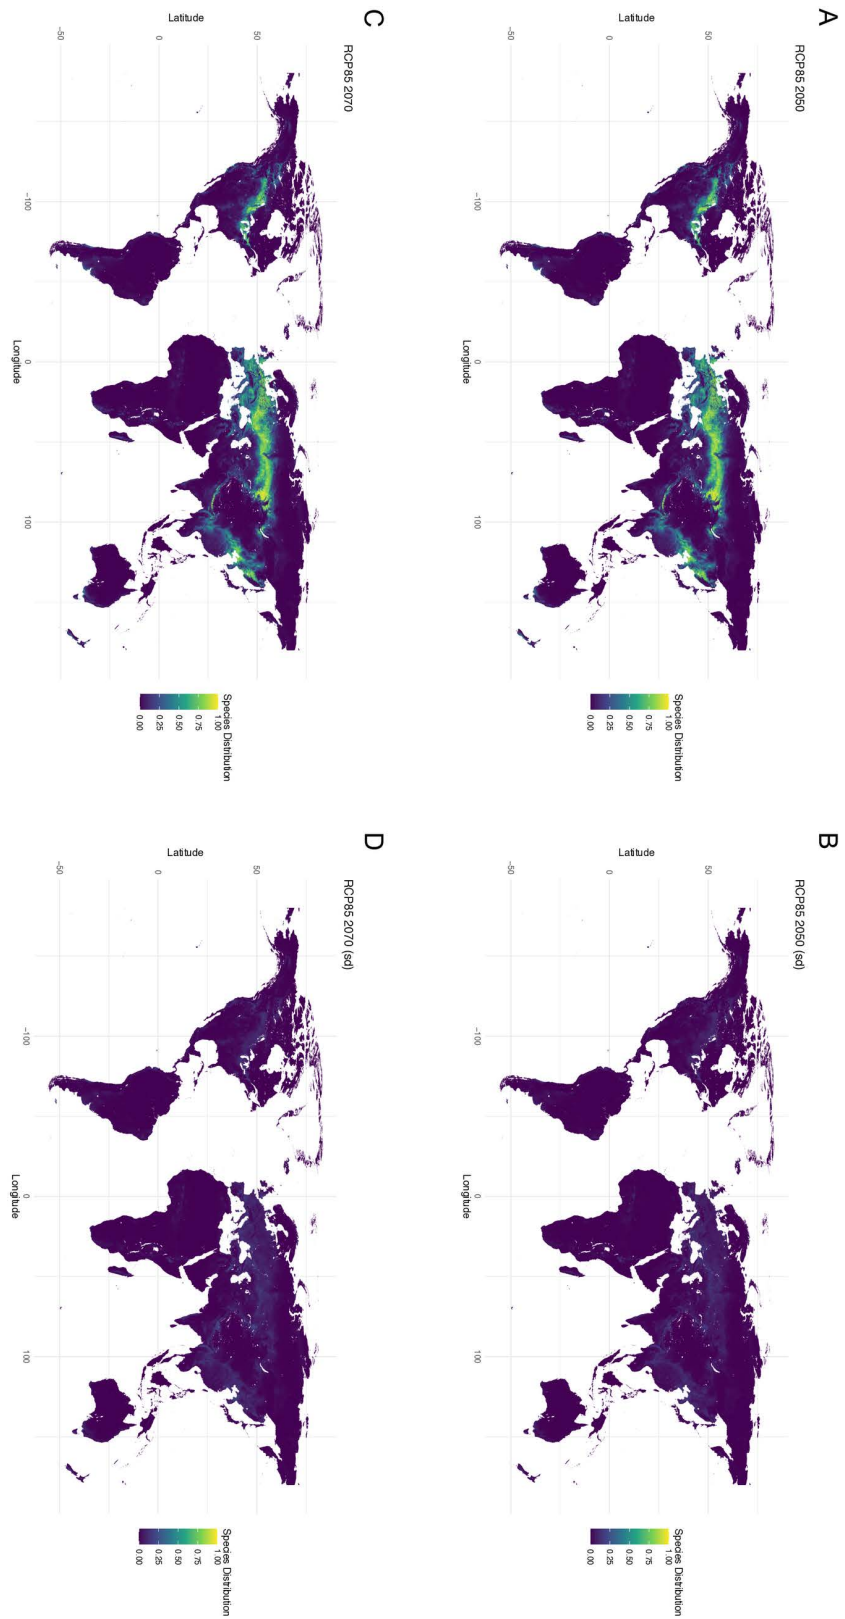 A
RCP85 2050
Latitude
50
0
-50
-100
0
100
Longitude
Species Distribution
1.00
0.75
0.50
0.25
0.00
B
RCP85 2050 (sd)
Latitude
50
0
-50
-100
0
100
Longitude
Species Distribution
1.00
0.75
0.50
0.25
0.00
C
RCP85 2070
Latitude
50
0
-50
-100
0
100
Longitude
Species Distribution
1.00
0.75
0.50
0.25
0.00
D
RCP85 2070 (sd)
Latitude
50
0
-50
-100
0
100
Longitude
Species Distribution
1.00
0.75
0.50
0.25
0.00